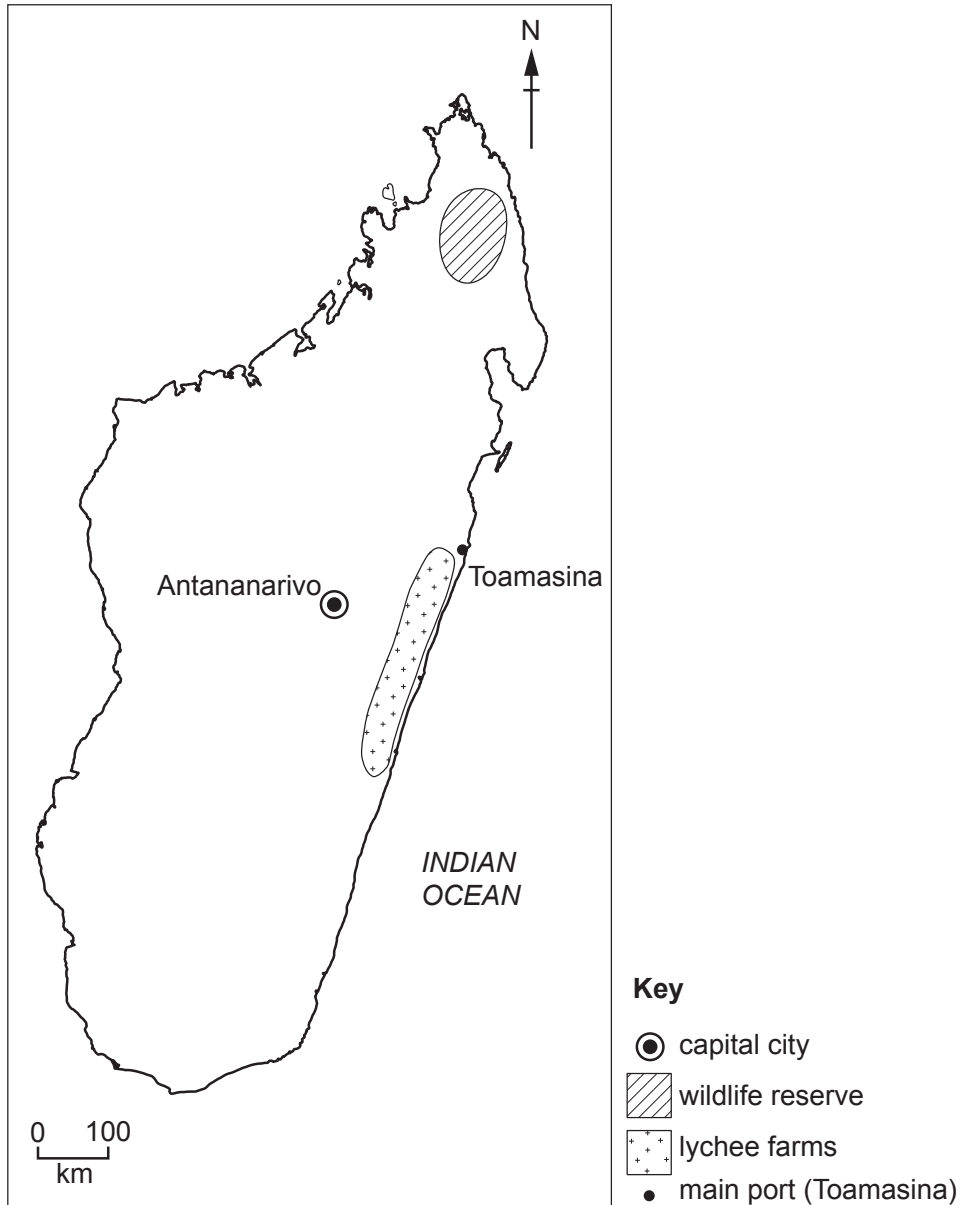 N
Antananarivo
Toamasina
INDIAN
OCEAN
0 100
km
Key
capital city
wildlife reserve
lychee farms
main port (Toamasina)